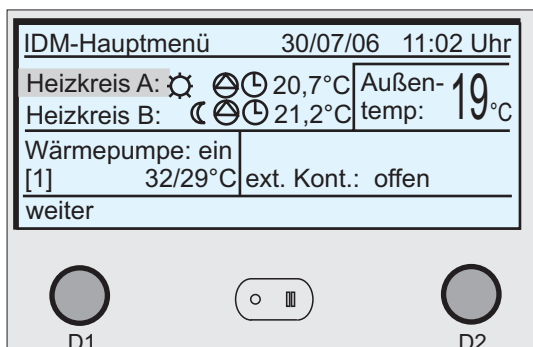 IDM-Hauptmenü 30/07/06 11:02 Uhr
Heizkreis A: 20,7°C
Heizkreis B: 21,2°C
Außen-
temp: 19°C
Wärmepumpe: ein
[1] 32/29°C
ext. Kont.: offen
weiter
D1 D2